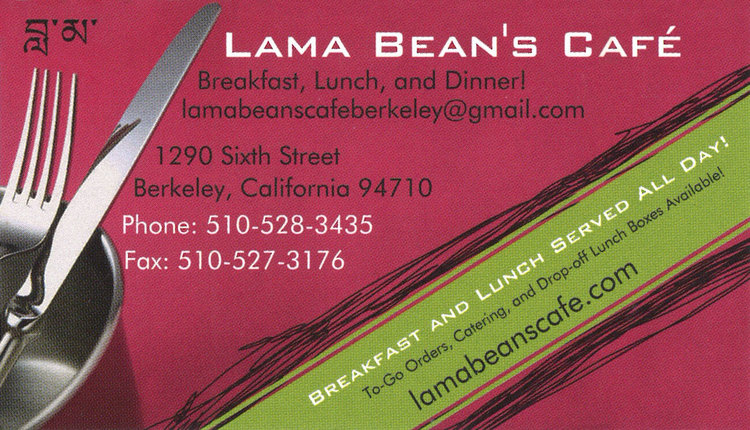 བླ་མ་
Lama Bean's Café
Breakfast, Lunch, and Dinner!
lamabeanscafeberkeley@gmail.com
1290 Sixth Street
Berkeley, California 94710
Phone: 510-528-3435
Fax: 510-527-3176
Breakfast and Lunch Served All Day!
To-Go Orders, Catering, and Drop-off Lunch Boxes Available!
lamabeanscafe.com